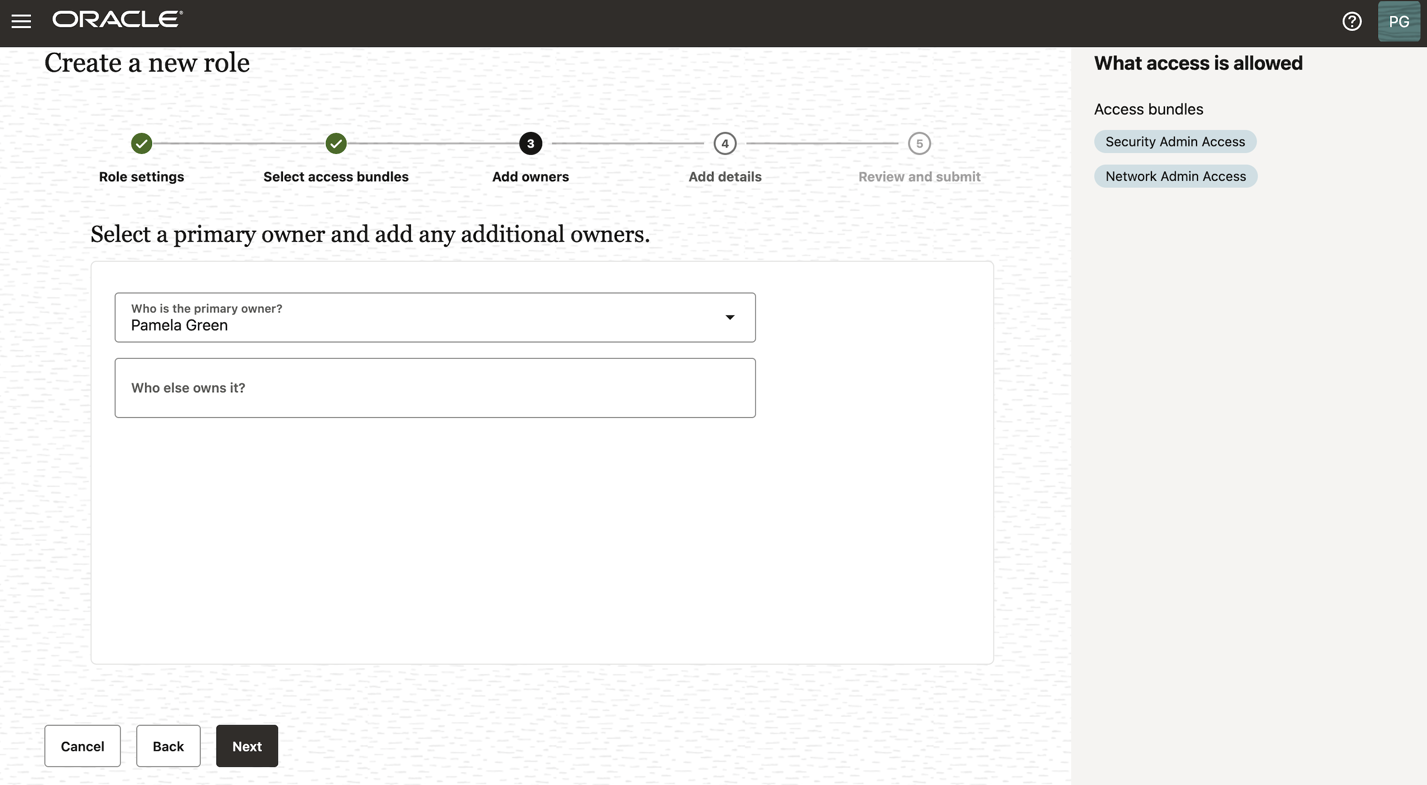 ORACLE
PG
Create a new role
3
4
5
Role settings
Select access bundles
Add owners
Add details
Review and submit
Select a primary owner and add any additional owners.
Who is the primary owner?
Pamela Green
Who else owns it?
Cancel
Back
Next
What access is allowed
Access bundles
Security Admin Access
Network Admin Access